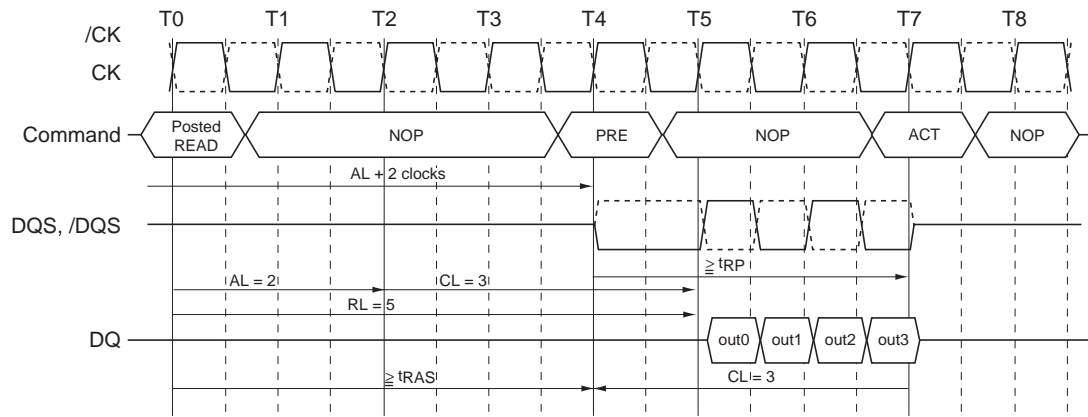 T0 T1 T2 T3 T4 T5 T6 T7 T8
/CK
CK
Command
Posted READ
NOP
PRE
NOP
ACT
NOP
AL + 2 clocks
DQS, /DQS
≧ tRP
AL = 2
CL = 3
RL = 5
DQ
out0 out1 out2 out3
≧ tRAS
CL = 3